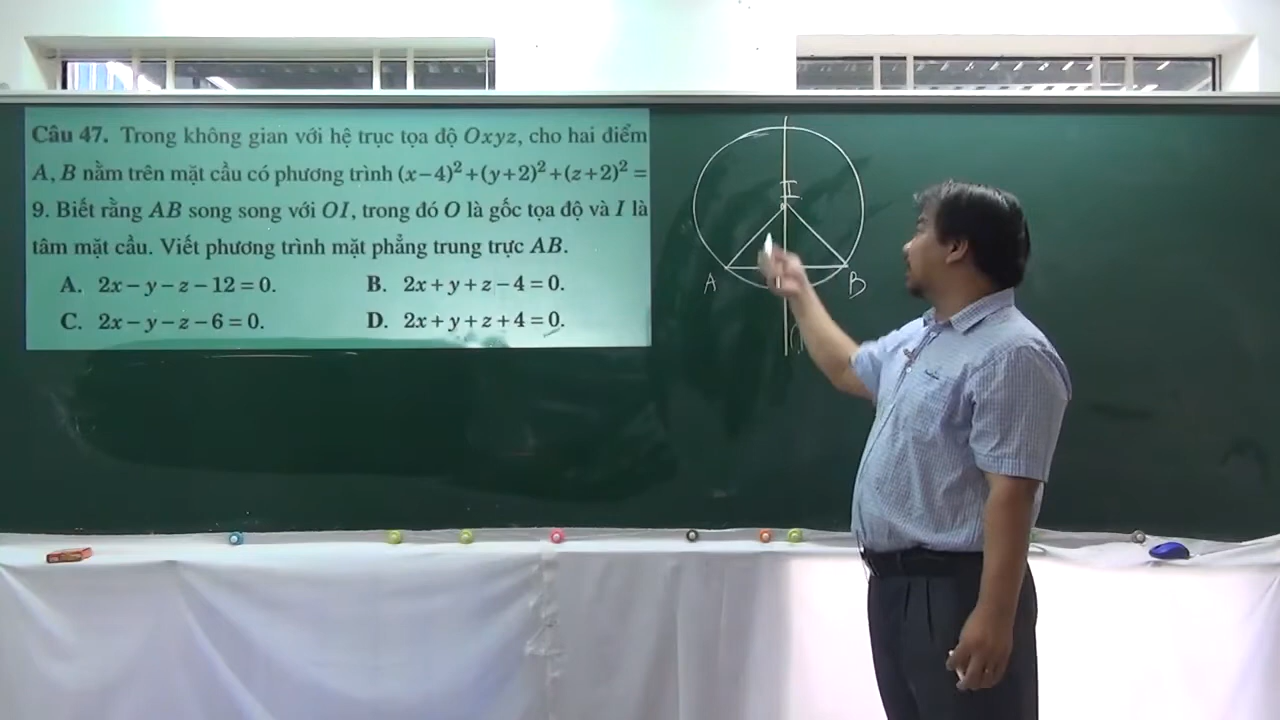 Câu 47. Trong không gian với hệ trục tọa độ Oxyz, cho hai điểm
A, B nằm trên mặt cầu có phương trình (x−4)²+(y+2)²+(z+2)² =
9. Biết rằng AB song song với OI, trong đó O là gốc tọa độ và I là
tâm mặt cầu. Viết phương trình mặt phẳng trung trực AB.
A. 2x−y−z−12=0. B. 2x+y+z−4=0.
C. 2x−y−z−6=0. D. 2x+y+z+4=0.
I
A B